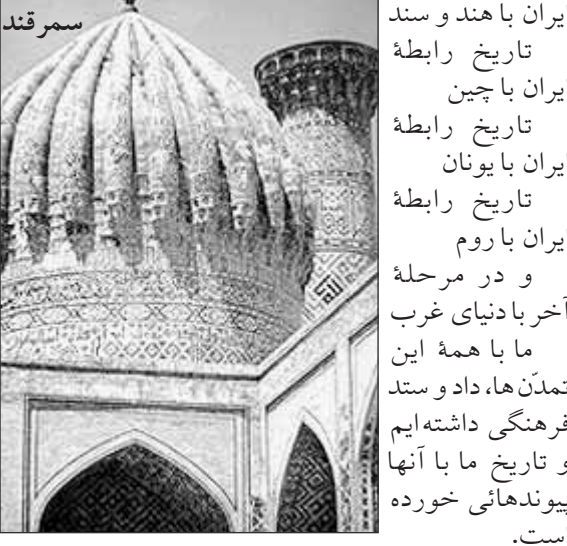 سمرقند
ایران با هند و سند
تاریخ رابطهٔ
ایران با چین
تاریخ رابطهٔ
ایران با یونان
تاریخ رابطهٔ
ایران با روم
و در مرحلهٔ
آخر با دنیای غرب
ما با همهٔ این
تمدّن‌ها، داد و ستد
فرهنگی داشته‌ایم
و تاریخ ما با آنها
پیوندهائی خورده
است.